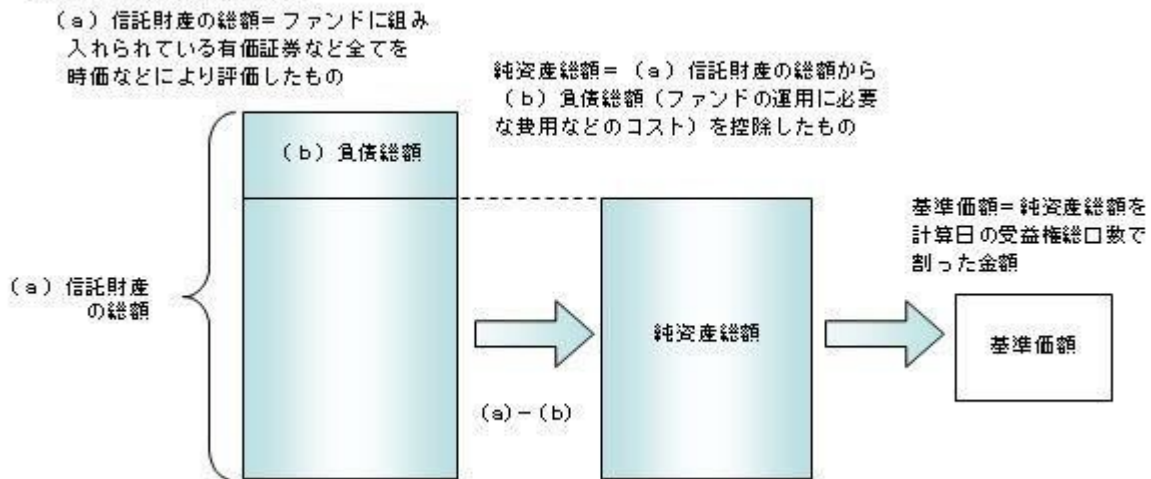 （a）信託財産の総額＝ファンドに組み
入れられている有価証券など全てを
時価などにより評価したもの
純資産総額＝（a）信託財産の総額から
（b）負債総額（ファンドの運用に必要
な費用などのコスト）を控除したもの
（b）負債総額
基準価額＝純資産総額を
計算日の受益権総口数で
割った金額
（a）信託財産
の総額
純資産総額
基準価額
(a)－(b)